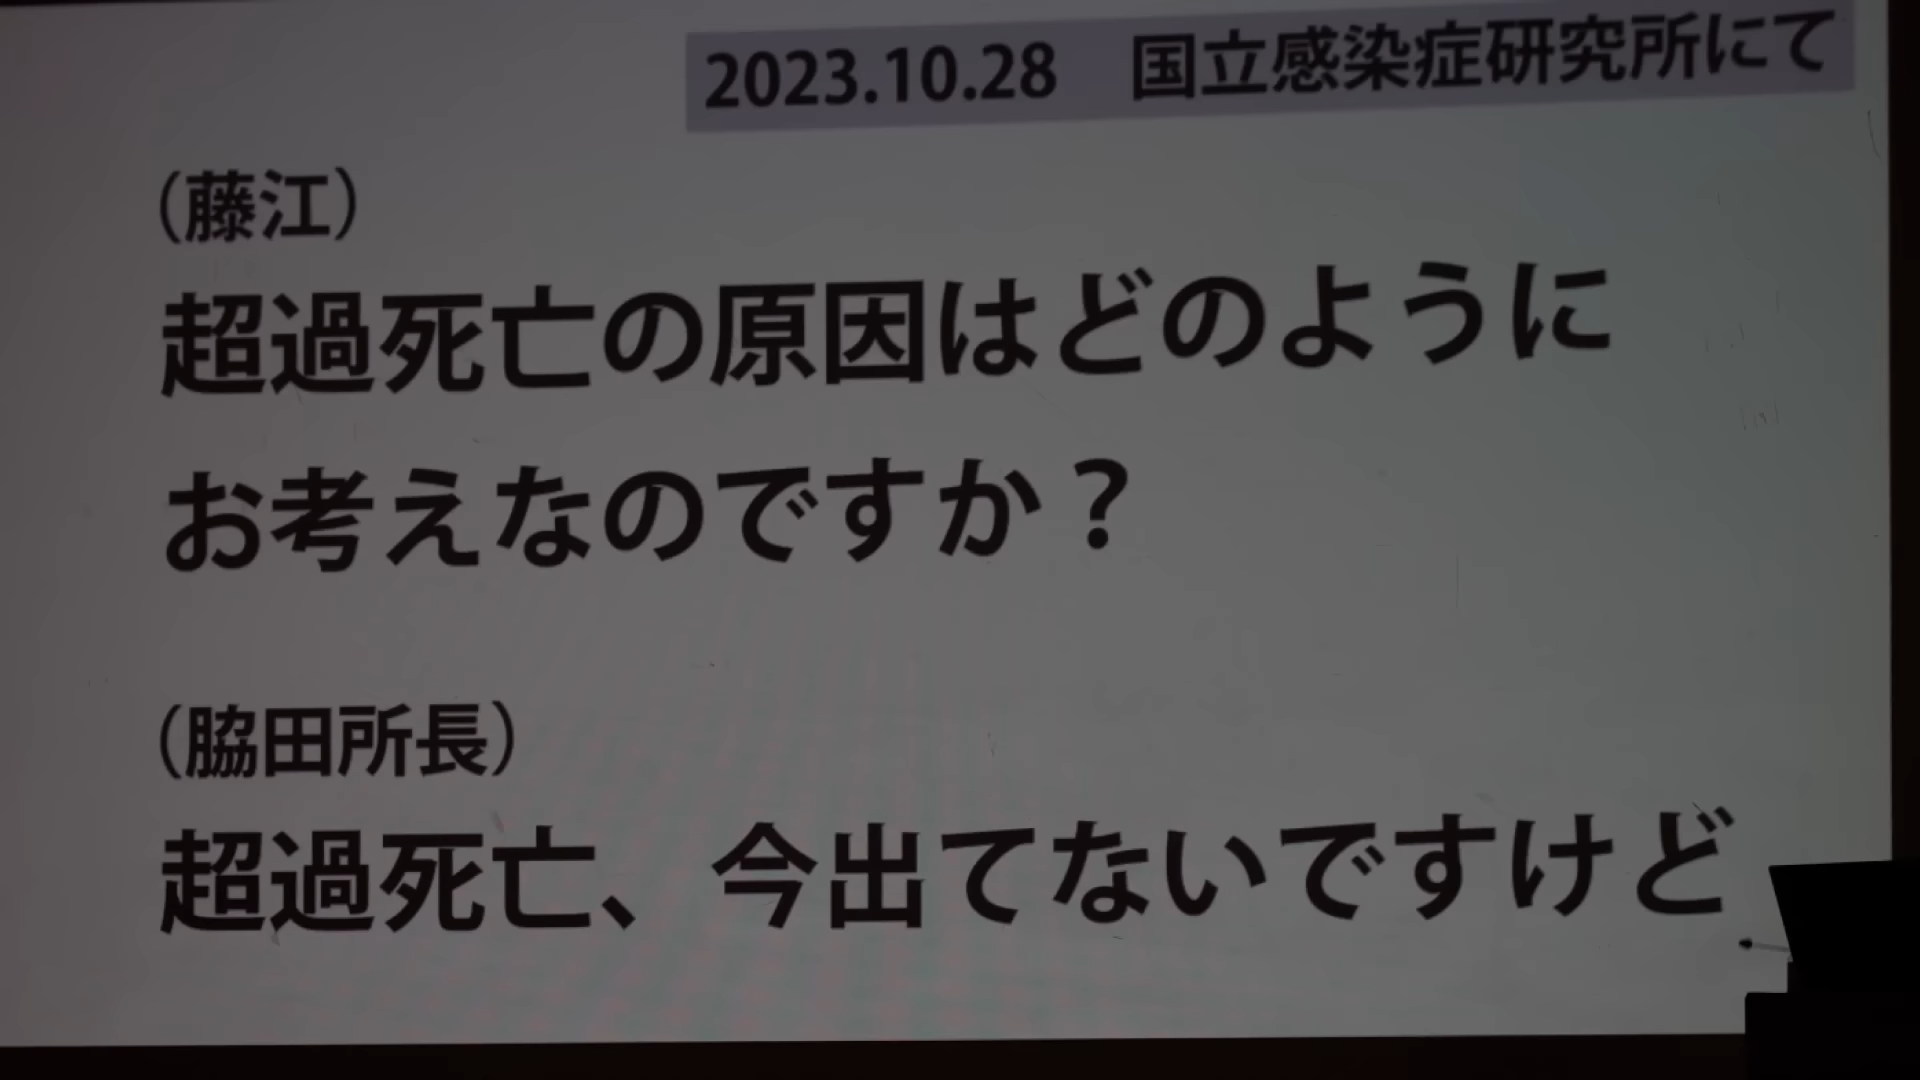 2023.10.28　国立感染症研究所にて
（藤江）
超過死亡の原因はどのように
お考えなのですか？
（脇田所長）
超過死亡、今出てないですけど